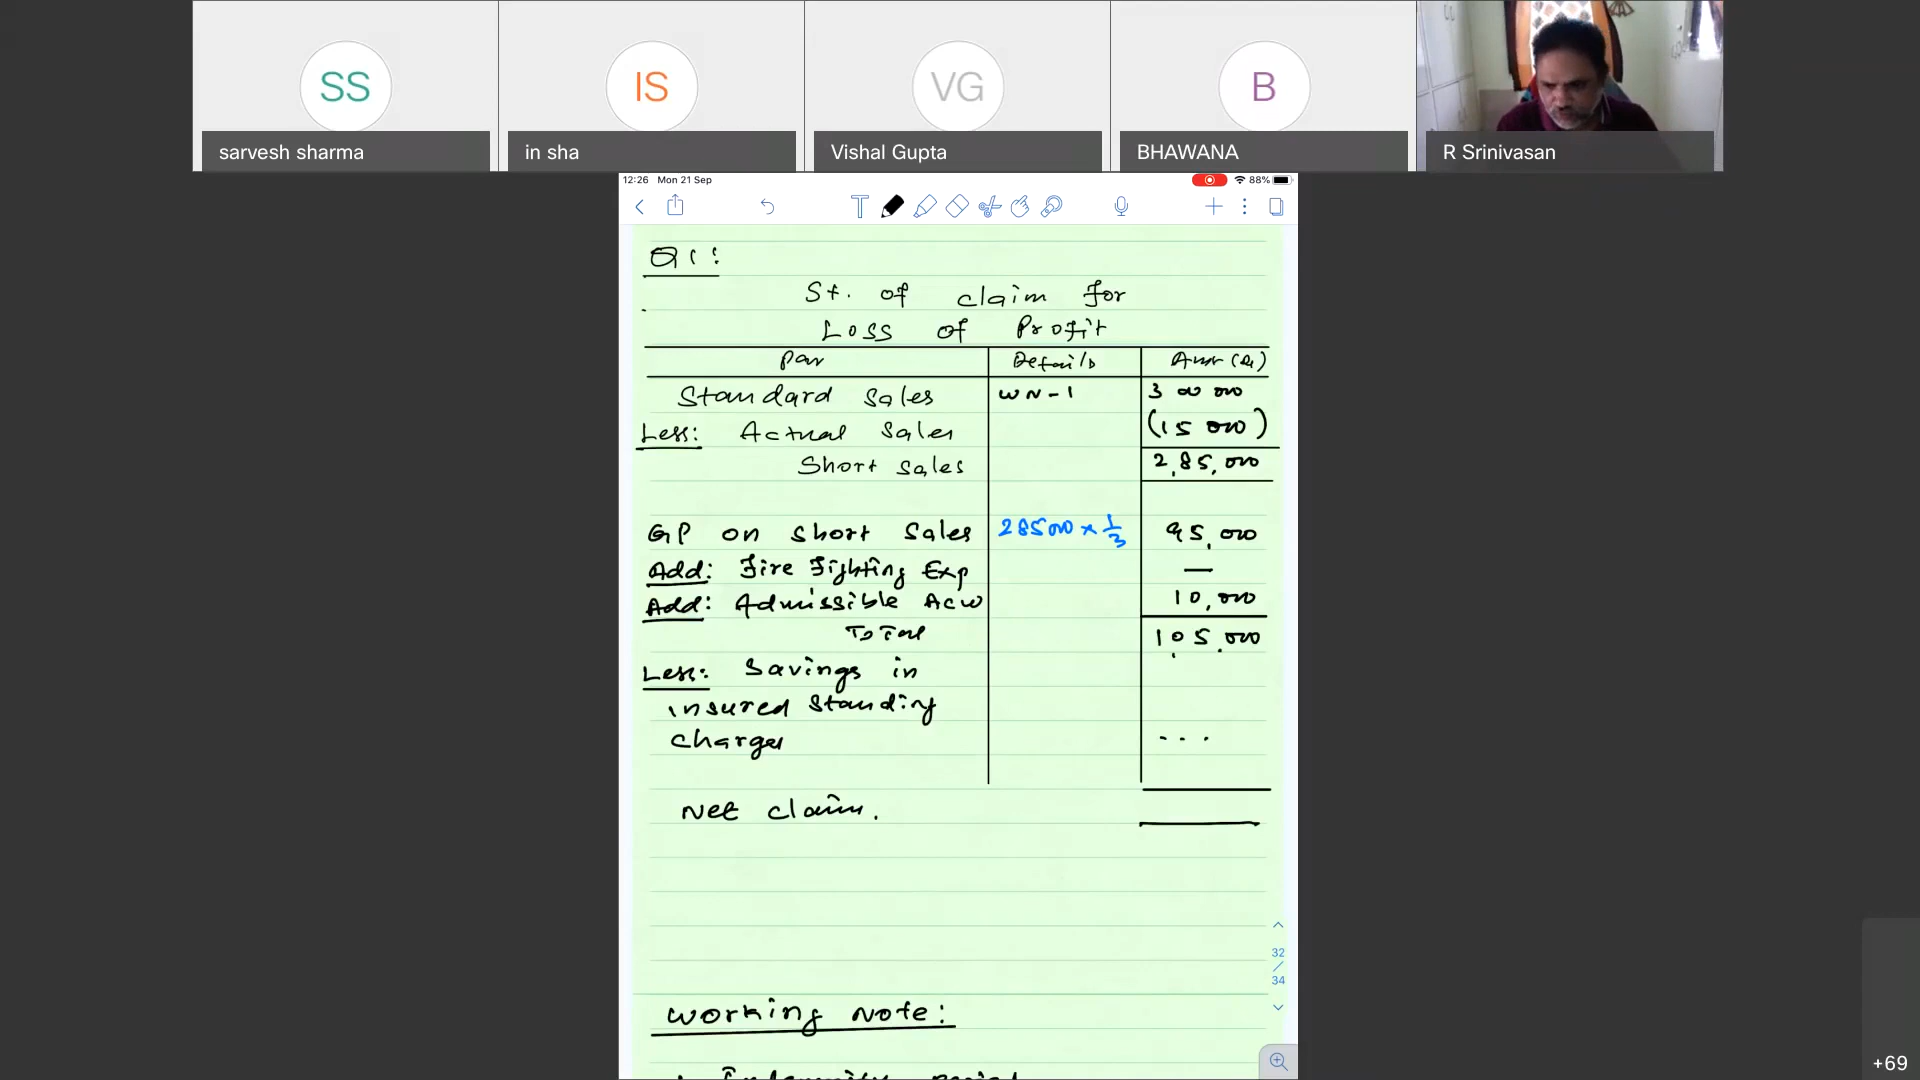 SS
IS
VG
B
sarvesh sharma
in sha
Vishal Gupta
BHAWANA
R Srinivasan
12:26 Mon 21 Sep
88%
Q1:
St. of claim for
Loss of Profit
Par Details Amt (Rs)
Standard Sales WN-1 3 00 000
Less: Actual Sales (15 000)
Short Sales 2,85,000
GP on Short Sales 285000 × 1/3 95,000
Add: Fire Fighting Exp —
Add: Admissible ACW 10,000
Total 1,05,000
Less: Savings in
insured standing
charges ...
Net claim.
32
/
34
Working Note:
Indemnity period
+69